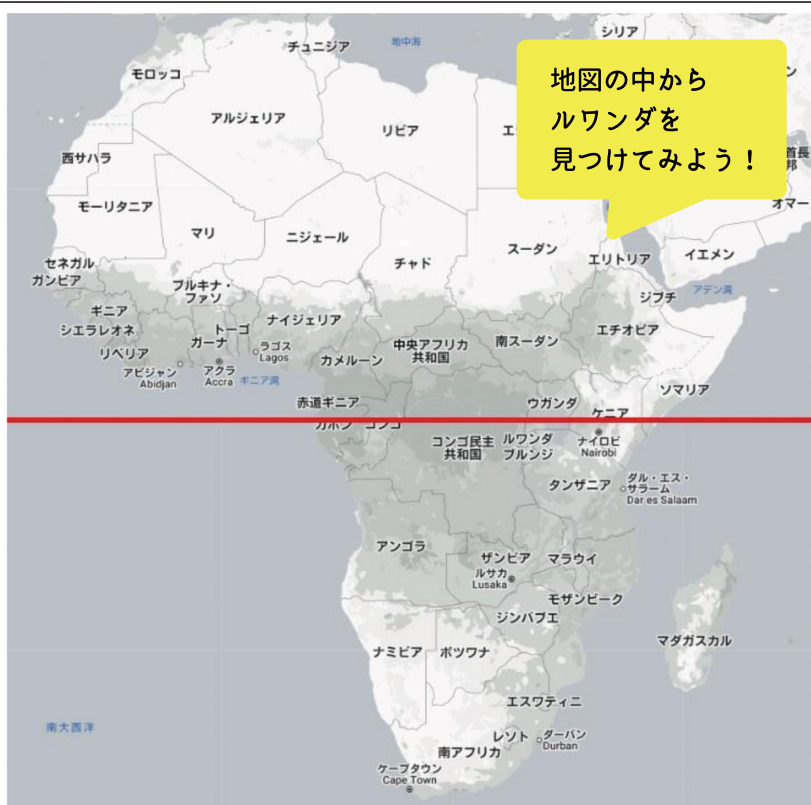 チュニジア
地中海
シリア
モロッコ
地図の中から
ルワンダを
見つけてみよう！
アルジェリア
リビア
エ
ン
首長
邦
西サハラ
モーリタニア
マリ
ニジェール
チャド
スーダン
エリトリア
イエメン
オマー
セネガル
ガンビア
ブルキナ・
ファソ
ジブチ
アデン湾
ギニア
シエラレオネ
リベリア
トーゴ
ガーナ
ナイジェリア
ラゴス
Lagos
アビジャン
Abidjan
アクラ
Accra
ギニア湾
カメルーン
中央アフリカ
共和国
南スーダン
エチオピア
ソマリア
赤道ギニア
ウガンダ
ケニア
ガボン
コンゴ
コンゴ民主
共和国
ルワンダ
ブルンジ
ナイロビ
Nairobi
タンザニア
ダル・エス・
サラーム
Dar es Salaam
アンゴラ
ザンビア
ルサカ
Lusaka
マラウイ
モザンビーク
ジンバブエ
マダガスカル
ナミビア
ボツワナ
エスワティニ
南大西洋
レソト
ダーバン
Durban
南アフリカ
ケープタウン
Cape Town